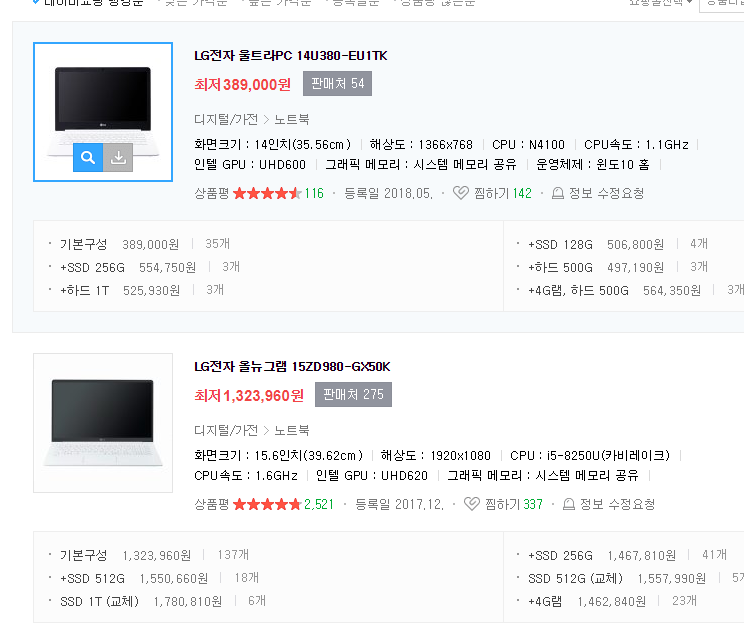 LG전자 울트라PC 14U380-EU1TK
최저 389,000원 판매처 54
디지털/가전 > 노트북
화면크기 : 14인치(35.56cm) | 해상도 : 1366x768 | CPU : N4100 | CPU속도 : 1.1GHz |
인텔 GPU : UHD600 | 그래픽 메모리 : 시스템 메모리 공유 | 운영체제 : 윈도10 홈 |
상품평 ★★★★★ 116 · 등록일 2018.05. · 찜하기 142 · 정보 수정요청
· 기본구성 389,000원 | 35개
· +SSD 128G 506,800원 | 4개
· +SSD 256G 554,750원 | 3개
· +하드 500G 497,190원 | 3개
· +하드 1T 525,930원 | 3개
· +4G램, 하드 500G 564,350원 | 3개
LG전자 올뉴그램 15ZD980-GX50K
최저 1,323,960원 판매처 275
디지털/가전 > 노트북
화면크기 : 15.6인치(39.62cm) | 해상도 : 1920x1080 | CPU : i5-8250U(카비레이크) |
CPU속도 : 1.6GHz | 인텔 GPU : UHD620 | 그래픽 메모리 : 시스템 메모리 공유 |
상품평 ★★★★★ 2,521 · 등록일 2017.12. · 찜하기 337 · 정보 수정요청
· 기본구성 1,323,960원 | 137개
· +SSD 256G 1,467,810원 | 41개
· +SSD 512G 1,550,660원 | 18개
· SSD 512G (교체) 1,557,990원 | 5
· SSD 1T (교체) 1,780,810원 | 6개
· +4G램 1,462,840원 | 23개